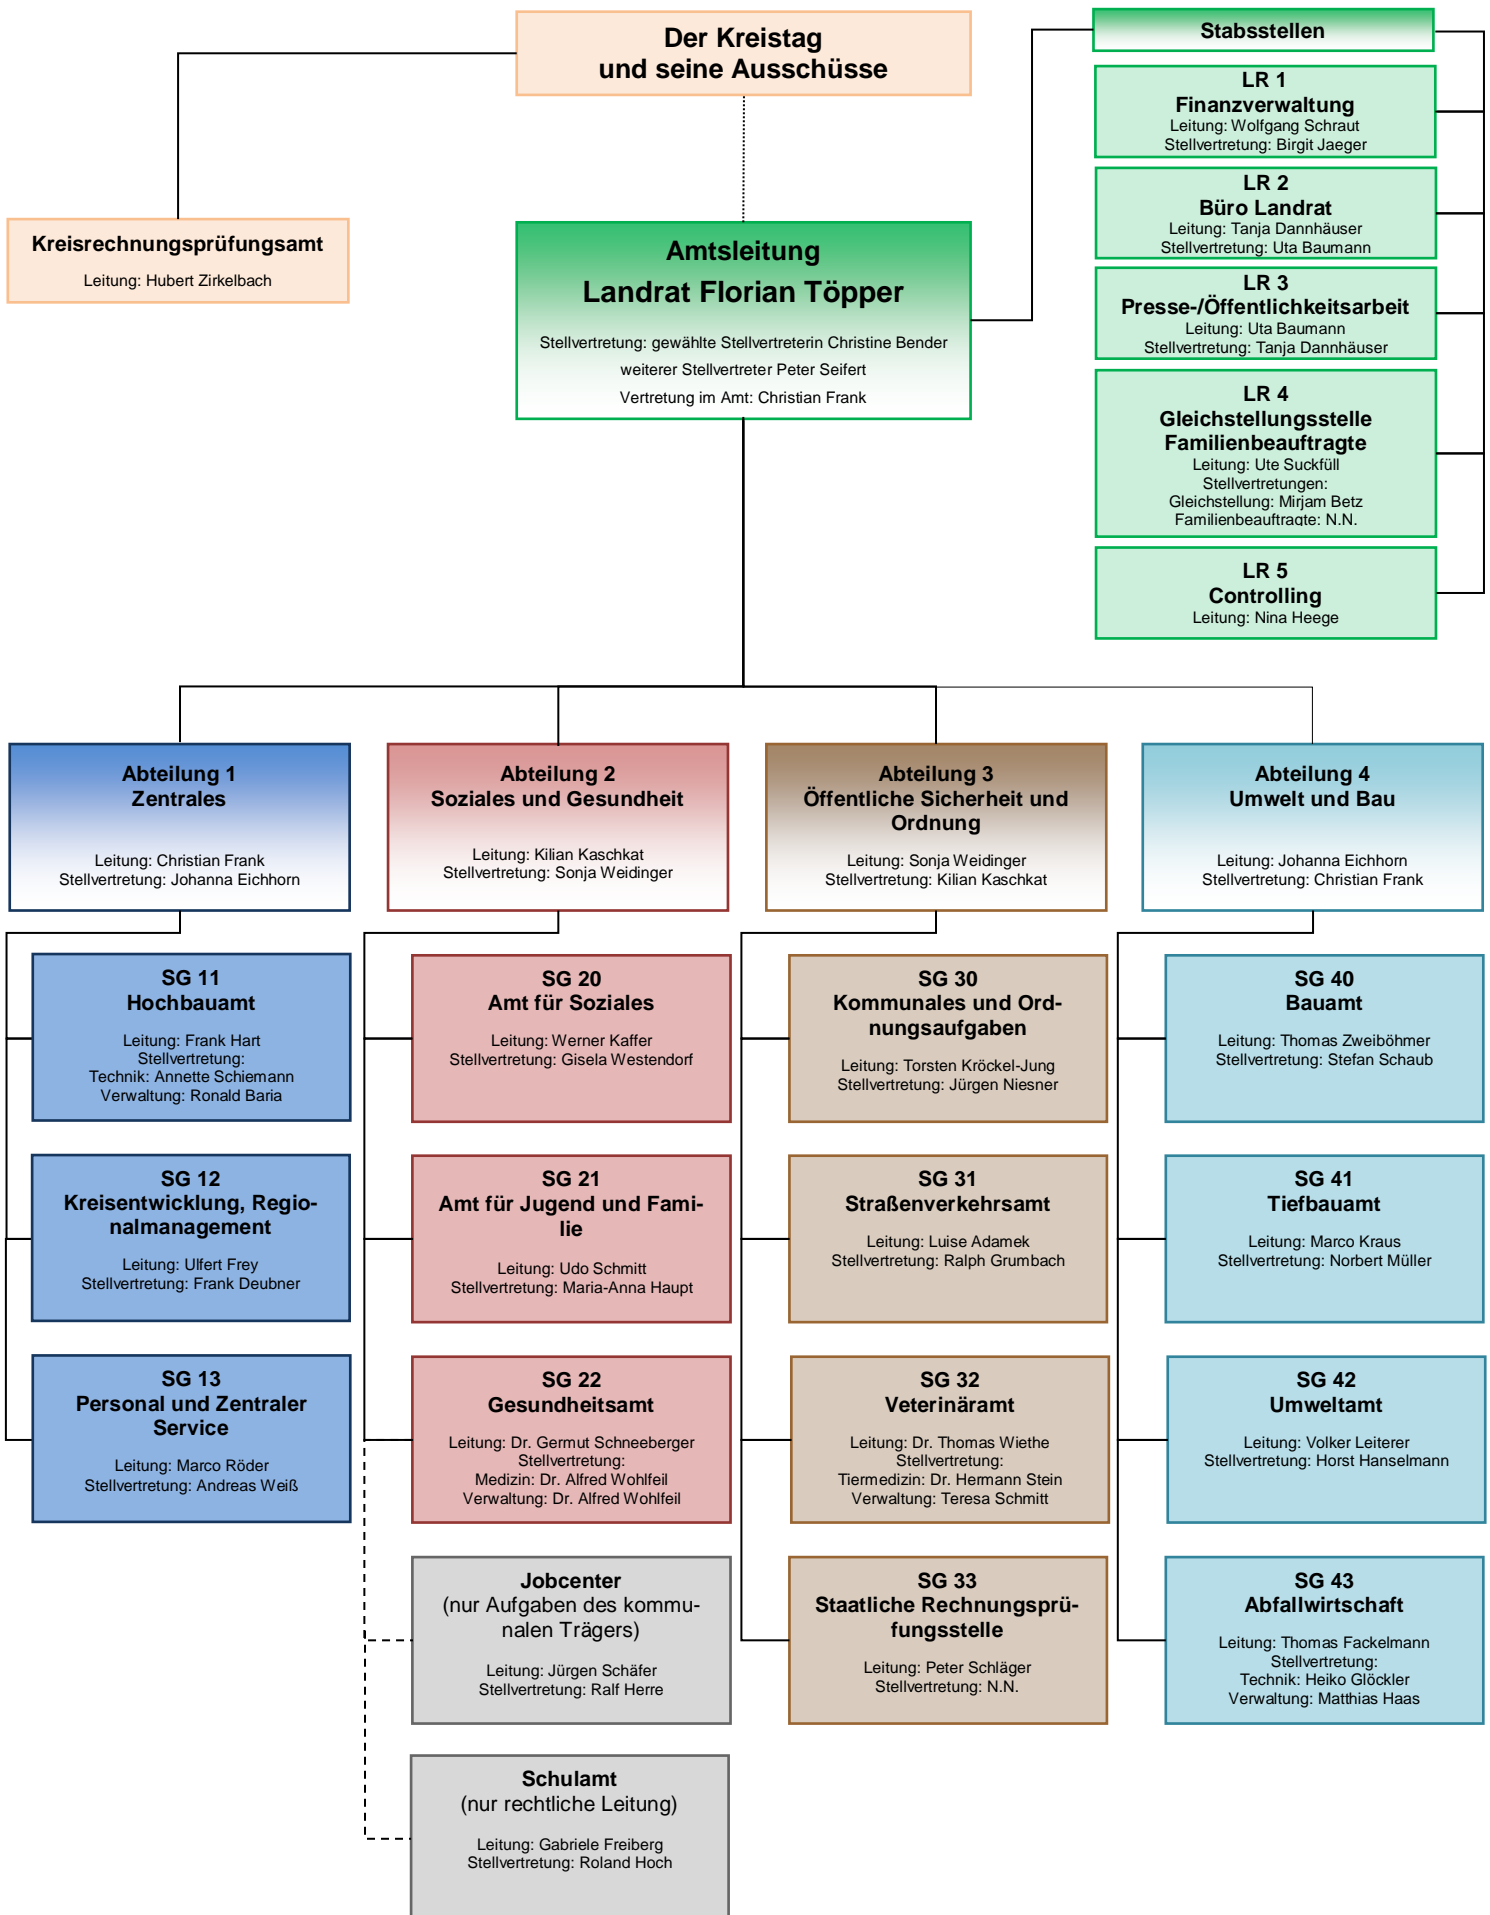 Der Kreistag
und seine Ausschüsse
Kreisrechnungsprüfungsamt
Leitung: Hubert Zirkelbach
Amtsleitung
Landrat Florian Töpper
Stellvertretung: gewählte Stellvertreterin Christine Bender
weiterer Stellvertreter Peter Seifert
Vertretung im Amt: Christian Frank
Stabsstellen
LR 1
Finanzverwaltung
Leitung: Wolfgang Schraut
Stellvertretung: Birgit Jaeger
LR 2
Büro Landrat
Leitung: Tanja Dannhäuser
Stellvertretung: Uta Baumann
LR 3
Presse-/Öffentlichkeitsarbeit
Leitung: Uta Baumann
Stellvertretung: Tanja Dannhäuser
LR 4
Gleichstellungsstelle
Familienbeauftragte
Leitung: Ute Suckfüll
Stellvertretungen:
Gleichstellung: Mirjam Betz
Familienbeauftragte: N.N.
LR 5
Controlling
Leitung: Nina Heege
Abteilung 1
Zentrales
Leitung: Christian Frank
Stellvertretung: Johanna Eichhorn
SG 11
Hochbauamt
Leitung: Frank Hart
Stellvertretung:
Technik: Annette Schiemann
Verwaltung: Ronald Baria
SG 12
Kreisentwicklung, Regio-
nalmanagement
Leitung: Ulfert Frey
Stellvertretung: Frank Deubner
SG 13
Personal und Zentraler
Service
Leitung: Marco Röder
Stellvertretung: Andreas Weiß
Abteilung 2
Soziales und Gesundheit
Leitung: Kilian Kaschkat
Stellvertretung: Sonja Weidinger
SG 20
Amt für Soziales
Leitung: Werner Kaffer
Stellvertretung: Gisela Westendorf
SG 21
Amt für Jugend und Fami-
lie
Leitung: Udo Schmitt
Stellvertretung: Maria-Anna Haupt
SG 22
Gesundheitsamt
Leitung: Dr. Germut Schneeberger
Stellvertretung:
Medizin: Dr. Alfred Wohlfeil
Verwaltung: Dr. Alfred Wohlfeil
Jobcenter
(nur Aufgaben des kommu-
nalen Trägers)
Leitung: Jürgen Schäfer
Stellvertretung: Ralf Herre
Schulamt
(nur rechtliche Leitung)
Leitung: Gabriele Freiberg
Stellvertretung: Roland Hoch
Abteilung 3
Öffentliche Sicherheit und
Ordnung
Leitung: Sonja Weidinger
Stellvertretung: Kilian Kaschkat
SG 30
Kommunales und Ord-
nungsaufgaben
Leitung: Torsten Kröckel-Jung
Stellvertretung: Jürgen Niesner
SG 31
Straßenverkehrsamt
Leitung: Luise Adamek
Stellvertretung: Ralph Grumbach
SG 32
Veterinäramt
Leitung: Dr. Thomas Wiethe
Stellvertretung:
Tiermedizin: Dr. Hermann Stein
Verwaltung: Teresa Schmitt
SG 33
Staatliche Rechnungsprü-
fungsstelle
Leitung: Peter Schläger
Stellvertretung: N.N.
Abteilung 4
Umwelt und Bau
Leitung: Johanna Eichhorn
Stellvertretung: Christian Frank
SG 40
Bauamt
Leitung: Thomas Zweiböhmer
Stellvertretung: Stefan Schaub
SG 41
Tiefbauamt
Leitung: Marco Kraus
Stellvertretung: Norbert Müller
SG 42
Umweltamt
Leitung: Volker Leiterer
Stellvertretung: Horst Hanselmann
SG 43
Abfallwirtschaft
Leitung: Thomas Fackelmann
Stellvertretung:
Technik: Heiko Glöckler
Verwaltung: Matthias Haas